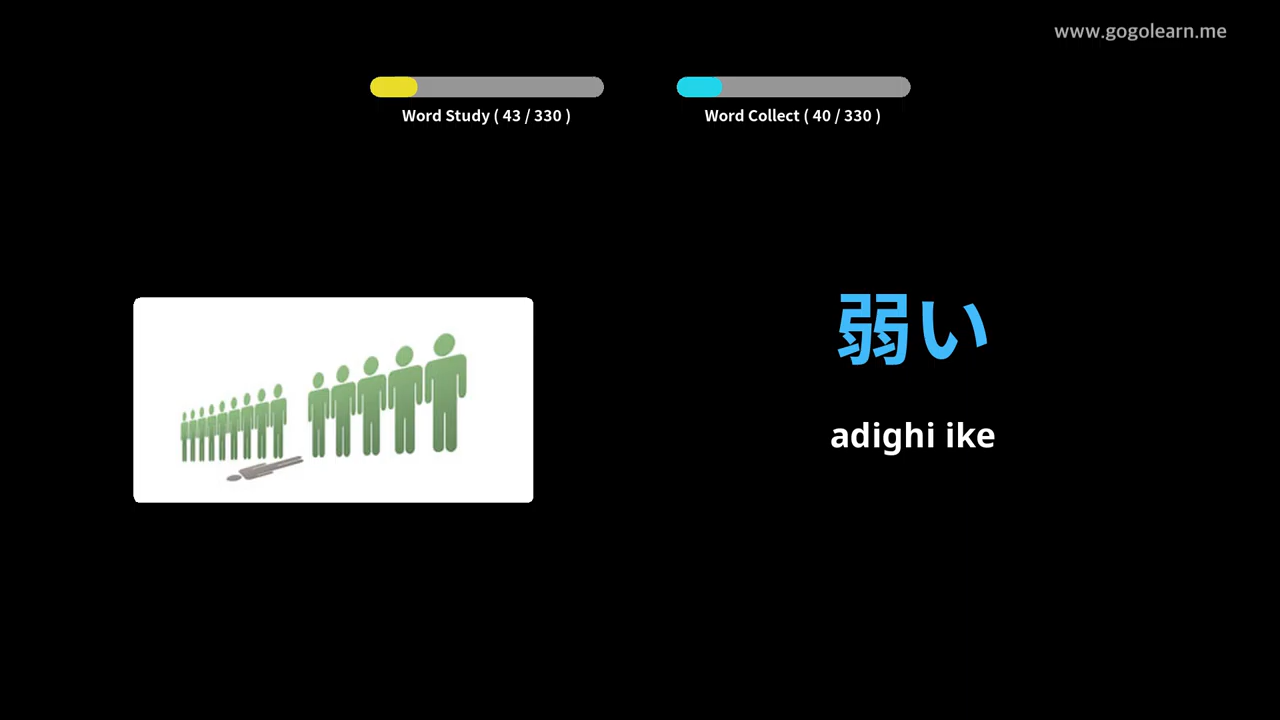 www.gogolearn.me
Word Study ( 43 / 330 )
Word Collect ( 40 / 330 )
弱い
adighi ike